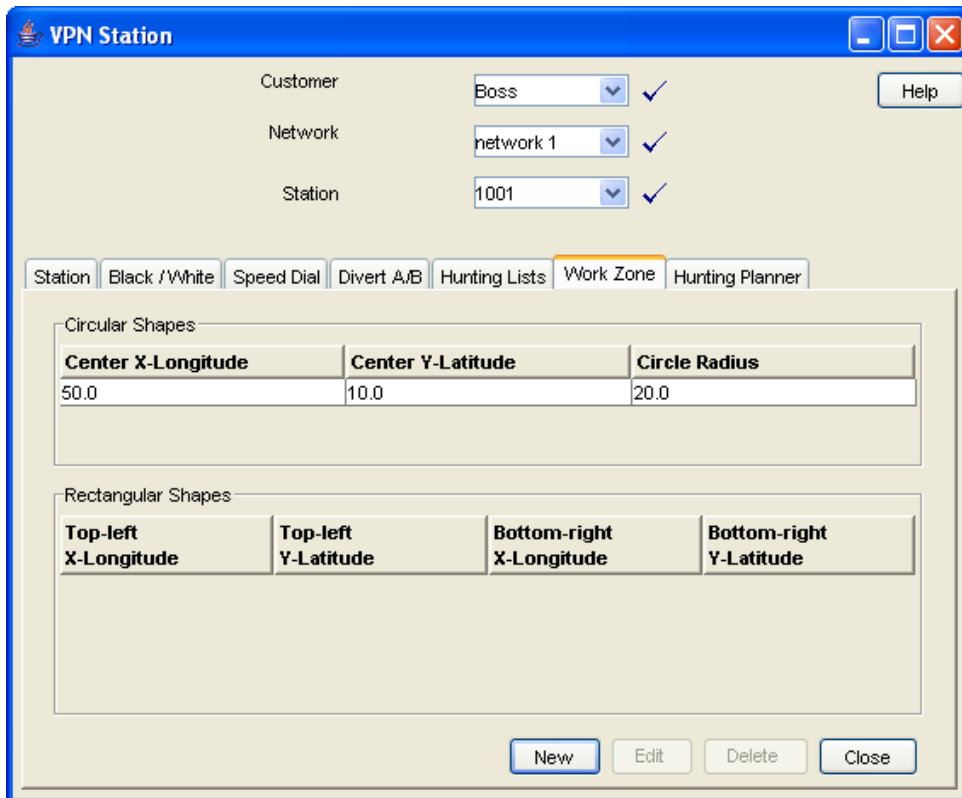 VPN Station
Customer Boss Help
Network network 1
Station 1001
Station Black / White Speed Dial Divert A/B Hunting Lists Work Zone Hunting Planner
Circular Shapes
Center X-Longitude Center Y-Latitude Circle Radius
50.0 10.0 20.0
Rectangular Shapes
Top-left Top-left Bottom-right Bottom-right
X-Longitude Y-Latitude X-Longitude Y-Latitude
New Edit Delete Close